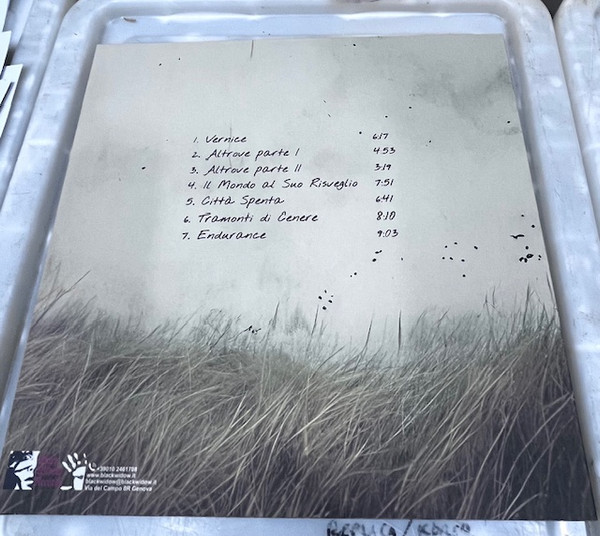 1. Vernice 6:17
2. Altrove parte I 4:53
3. Altrove parte II 3:19
4. Il Mondo al Suo Risveglio 7:51
5. Città Spenta 6:41
6. Tramonti di Cenere 8:10
7. Endurance 9:03
+39010 2461708
www.blackwidow.it
blackwidow@blackwidow.it
Via del Campo 6R Genova